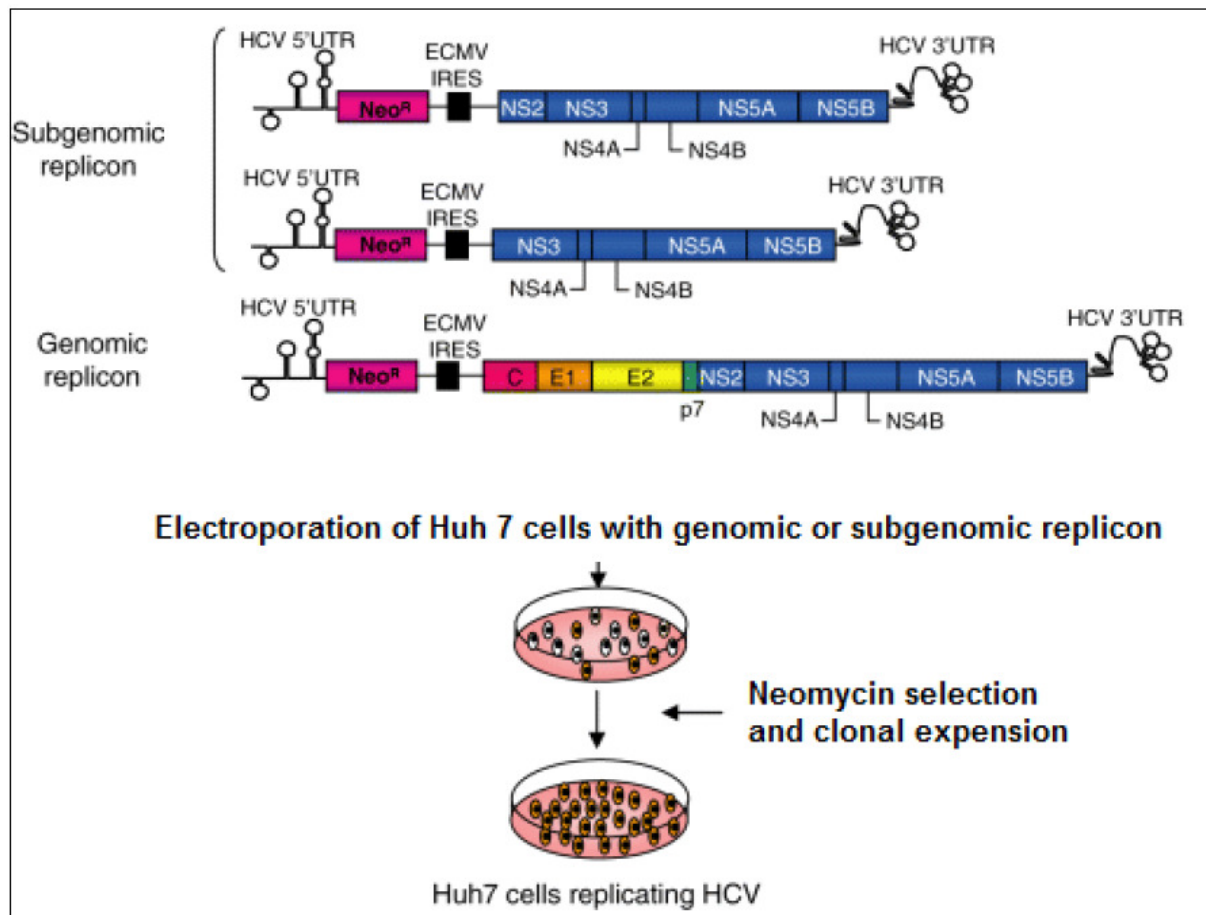 HCV 5'UTR
ECMV
IRES
HCV 3'UTR
Neoᴿ
NS2
NS3
NS5A
NS5B
NS4A
NS4B
Subgenomic
replicon
HCV 5'UTR
ECMV
IRES
HCV 3'UTR
Neoᴿ
NS3
NS5A
NS5B
NS4A
NS4B
HCV 5'UTR
ECMV
IRES
HCV 3'UTR
Genomic
replicon
Neoᴿ
C
E1
E2
NS2
NS3
NS5A
NS5B
p7
NS4A
NS4B
Electroporation of Huh 7 cells with genomic or subgenomic replicon
Neomycin selection
and clonal expension
Huh7 cells replicating HCV